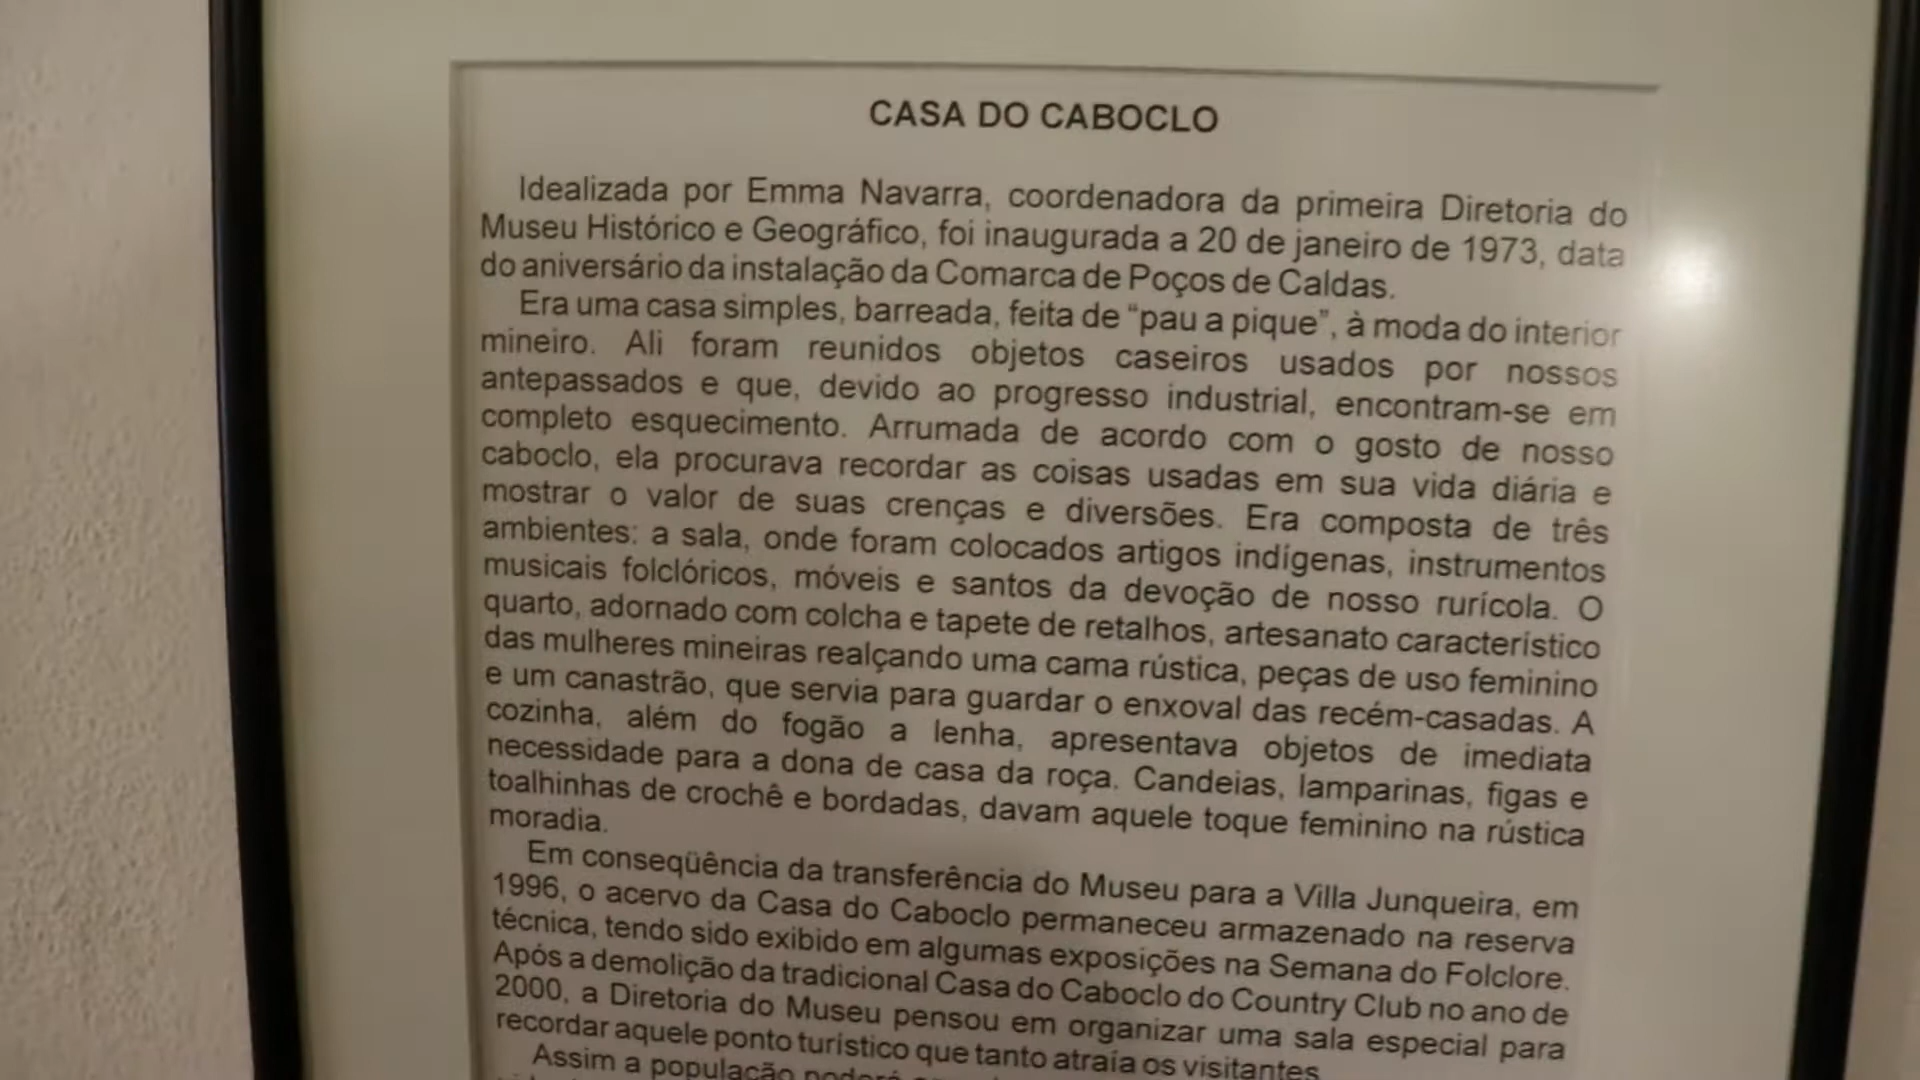 CASA DO CABOCLO
Idealizada por Emma Navarra, coordenadora da primeira Diretoria do
Museu Histórico e Geográfico, foi inaugurada a 20 de janeiro de 1973, data
do aniversário da instalação da Comarca de Poços de Caldas.
Era uma casa simples, barreada, feita de “pau a pique”, à moda do interior
mineiro. Ali foram reunidos objetos caseiros usados por nossos
antepassados e que, devido ao progresso industrial, encontram-se em
completo esquecimento. Arrumada de acordo com o gosto de nosso
caboclo, ela procurava recordar as coisas usadas em sua vida diária e
mostrar o valor de suas crenças e diversões. Era composta de três
ambientes: a sala, onde foram colocados artigos indígenas, instrumentos
musicais folclóricos, móveis e santos da devoção de nosso rurícola. O
quarto, adornado com colcha e tapete de retalhos, artesanato característico
das mulheres mineiras realçando uma cama rústica, peças de uso feminino
e um canastrão, que servia para guardar o enxoval das recém-casadas. A
cozinha, além do fogão a lenha, apresentava objetos de imediata
necessidade para a dona de casa da roça. Candeias, lamparinas, figas e
toalhinhas de crochê e bordadas, davam aquele toque feminino na rústica
moradia.
Em conseqüência da transferência do Museu para a Villa Junqueira, em
1996, o acervo da Casa do Caboclo permaneceu armazenado na reserva
técnica, tendo sido exibido em algumas exposições na Semana do Folclore.
Após a demolição da tradicional Casa do Caboclo do Country Club no ano de
2000, a Diretoria do Museu pensou em organizar uma sala especial para
recordar aquele ponto turístico que tanto atraía os visitantes.
Assim a população poderá